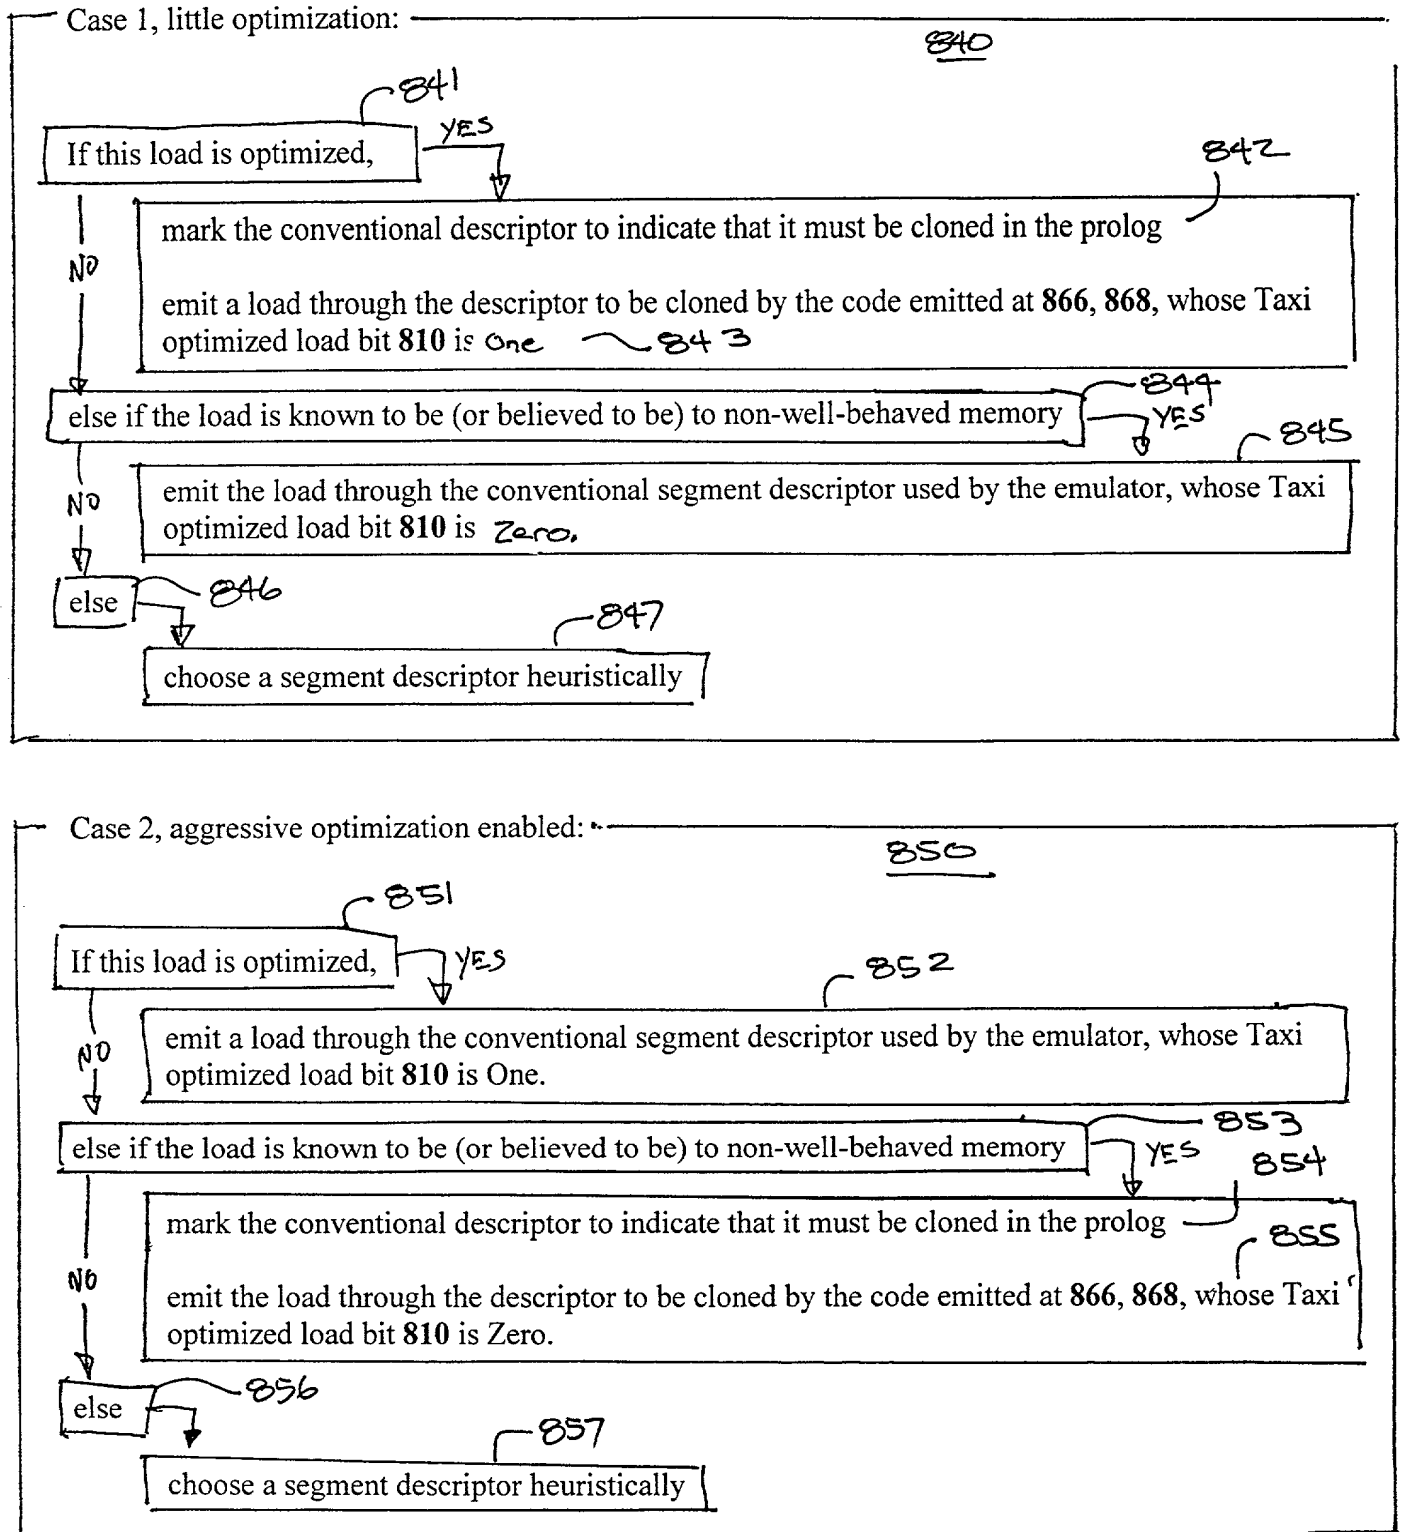 Case 1, little optimization:
840
841
If this load is optimized,
YES
842
mark the conventional descriptor to indicate that it must be cloned in the prolog
NO
emit a load through the descriptor to be cloned by the code emitted at 866, 868, whose Taxi
optimized load bit 810 is One
843
844
else if the load is known to be (or believed to be) to non-well-behaved memory
YES
845
NO
emit the load through the conventional segment descriptor used by the emulator, whose Taxi
optimized load bit 810 is Zero.
846
else
847
choose a segment descriptor heuristically
Case 2, aggressive optimization enabled:
850
851
If this load is optimized,
YES
852
NO
emit a load through the conventional segment descriptor used by the emulator, whose Taxi
optimized load bit 810 is One.
853
else if the load is known to be (or believed to be) to non-well-behaved memory
YES
854
mark the conventional descriptor to indicate that it must be cloned in the prolog
855
NO
emit the load through the descriptor to be cloned by the code emitted at 866, 868, whose Taxi
optimized load bit 810 is Zero.
856
else
857
choose a segment descriptor heuristically